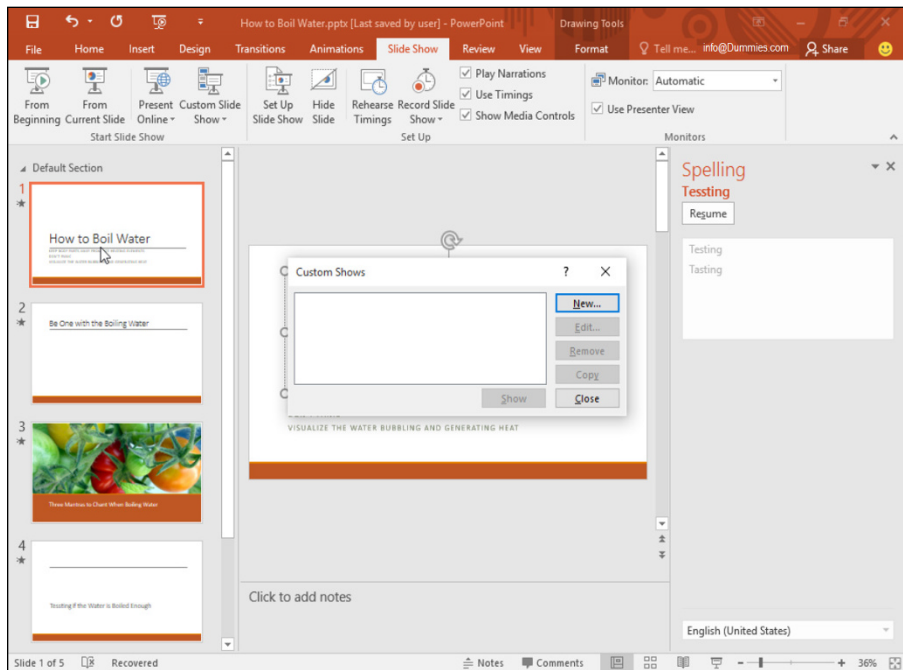 How to Boil Water.pptx [Last saved by user] - PowerPoint
Drawing Tools
File Home Insert Design Transitions Animations Slide Show Review View Format Tell me... info@Dummies.com Share
From Beginning
From Current Slide
Present Online
Custom Slide Show
Start Slide Show
Set Up Slide Show
Hide Slide
Rehearse Timings
Record Slide Show
Play Narrations
Use Timings
Show Media Controls
Set Up
Monitor: Automatic
Use Presenter View
Monitors
Default Section
1
How to Boil Water
2
Be One with the Boiling Water
3
Three Mantras to Chant When Boiling Water
4
Tessting if the Water is Boiled Enough
Custom Shows ?
New...
Edit...
Remove
Copy
Show
Close
VISUALIZE THE WATER BUBBLING AND GENERATING HEAT
Click to add notes
Spelling
Tessting
Resume
Testing
Tasting
English (United States)
Slide 1 of 5 Recovered Notes Comments 36%